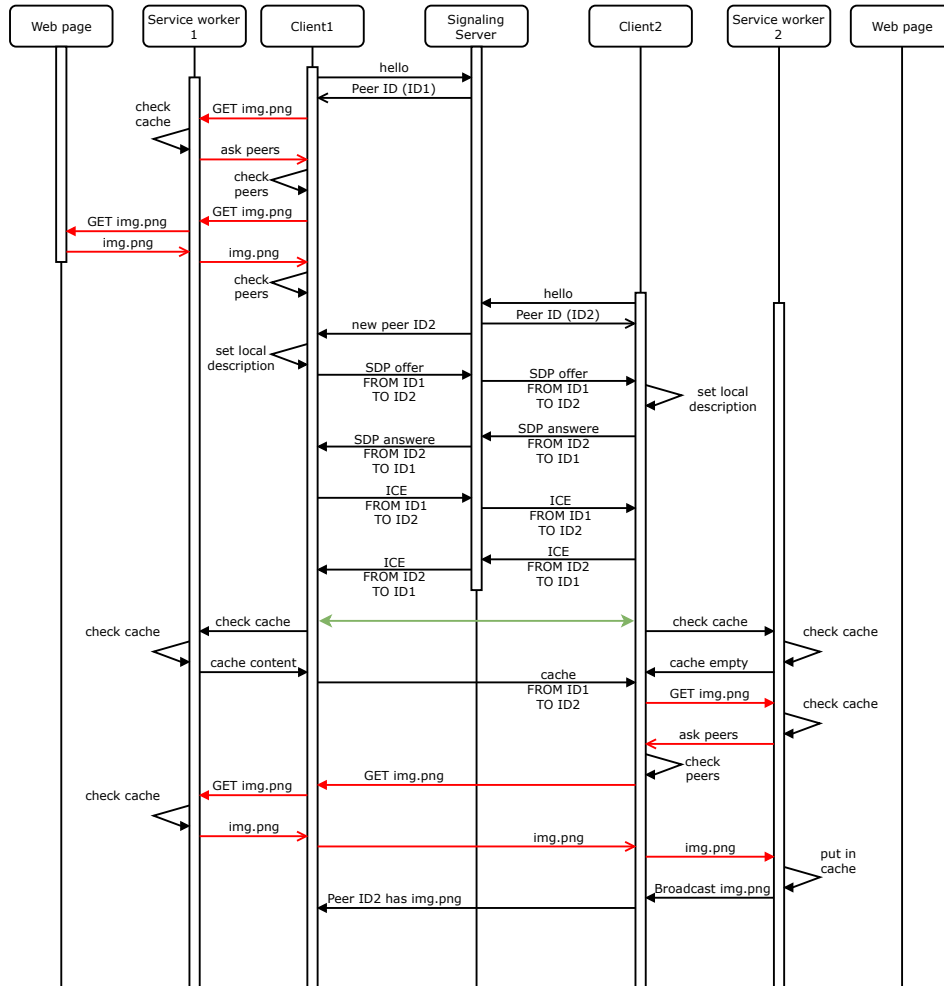 Web page
Service worker
1
Client1
Signaling
Server
Client2
Service worker
2
Web page
hello
Peer ID (ID1)
GET img.png
check
cache
ask peers
check
peers
GET img.png
GET img.png
img.png
img.png
check
peers
hello
Peer ID (ID2)
new peer ID2
set local
description
SDP offer
FROM ID1
TO ID2
SDP offer
FROM ID1
TO ID2
set local
description
SDP answere
FROM ID2
TO ID1
SDP answere
FROM ID2
TO ID1
ICE
FROM ID1
TO ID2
ICE
FROM ID1
TO ID2
ICE
FROM ID2
TO ID1
ICE
FROM ID2
TO ID1
check cache
check cache
check cache
check cache
cache content
cache empty
cache
FROM ID1
TO ID2
GET img.png
check cache
ask peers
check
peers
GET img.png
GET img.png
check cache
img.png
img.png
img.png
put in
cache
Broadcast img.png
Peer ID2 has img.png